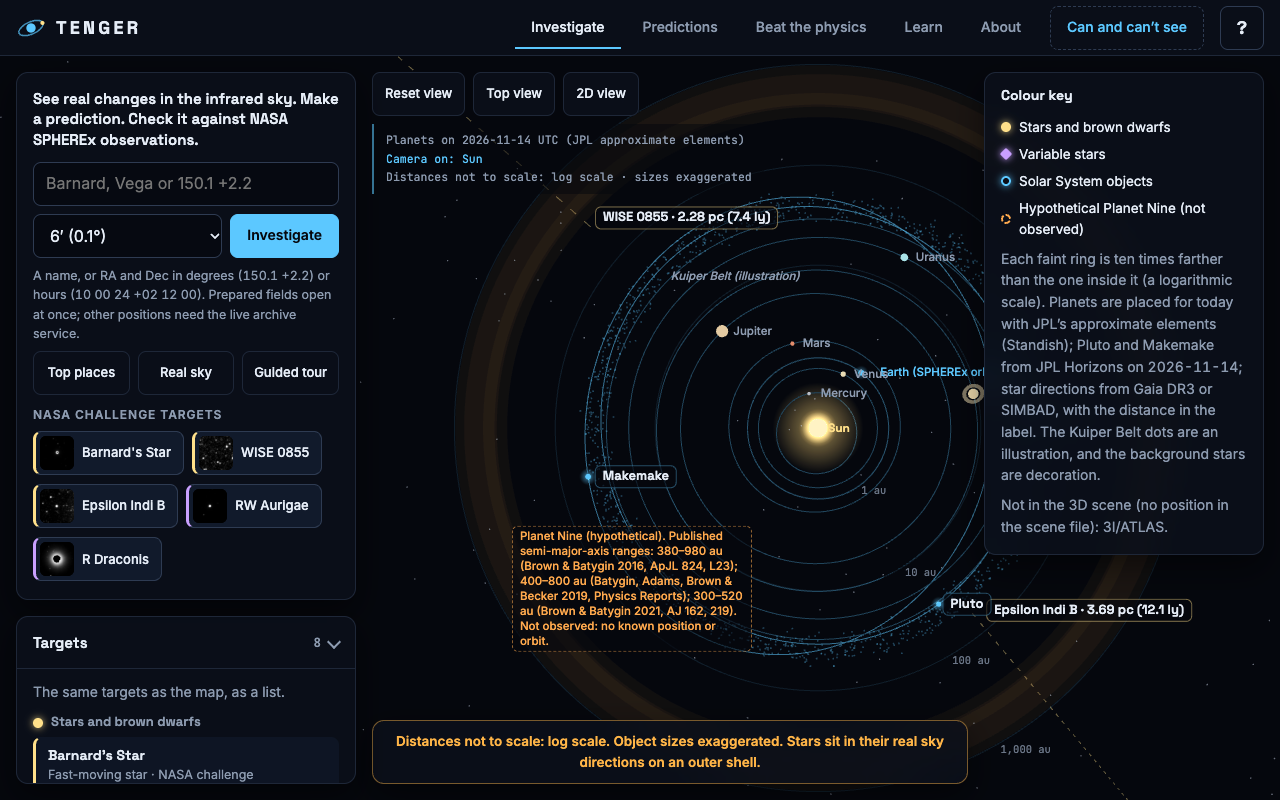 TENGER
Investigate
Predictions
Beat the physics
Learn
About
Can and can't see
?
See real changes in the infrared sky. Make
a prediction. Check it against NASA
SPHEREx observations.
Barnard, Vega or 150.1 +2.2
6′ (0.1°)
Investigate
A name, or RA and Dec in degrees (150.1 +2.2) or
hours (10 00 24 +02 12 00). Prepared fields open
at once; other positions need the live archive
service.
Top places
Real sky
Guided tour
NASA CHALLENGE TARGETS
Barnard's Star
WISE 0855
Epsilon Indi B
RW Aurigae
R Draconis
Targets
8
The same targets as the map, as a list.
Stars and brown dwarfs
Barnard's Star
Fast-moving star · NASA challenge
Reset view
Top view
2D view
Planets on 2026-11-14 UTC (JPL approximate elements)
Camera on: Sun
Distances not to scale: log scale · sizes exaggerated
WISE 0855 · 2.28 pc (7.4 ly)
Uranus
Kuiper Belt (illustration)
Jupiter
Mars
Venus
Earth (SPHEREx orl
Mercury
Sun
Makemake
1 au
Planet Nine (hypothetical). Published
semi-major-axis ranges: 380–980 au
(Brown & Batygin 2016, ApJL 824, L23);
400–800 au (Batygin, Adams, Brown &
Becker 2019, Physics Reports); 300–520
au (Brown & Batygin 2021, AJ 162, 219).
Not observed: no known position or
orbit.
10 au
Pluto
Epsilon Indi B · 3.69 pc (12.1 ly)
100 au
1,000 au
Distances not to scale: log scale. Object sizes exaggerated. Stars sit in their real sky
directions on an outer shell.
Colour key
Stars and brown dwarfs
Variable stars
Solar System objects
Hypothetical Planet Nine (not
observed)
Each faint ring is ten times farther
than the one inside it (a logarithmic
scale). Planets are placed for today
with JPL's approximate elements
(Standish); Pluto and Makemake
from JPL Horizons on 2026-11-14;
star directions from Gaia DR3 or
SIMBAD, with the distance in the
label. The Kuiper Belt dots are an
illustration, and the background stars
are decoration.
Not in the 3D scene (no position in
the scene file): 3I/ATLAS.